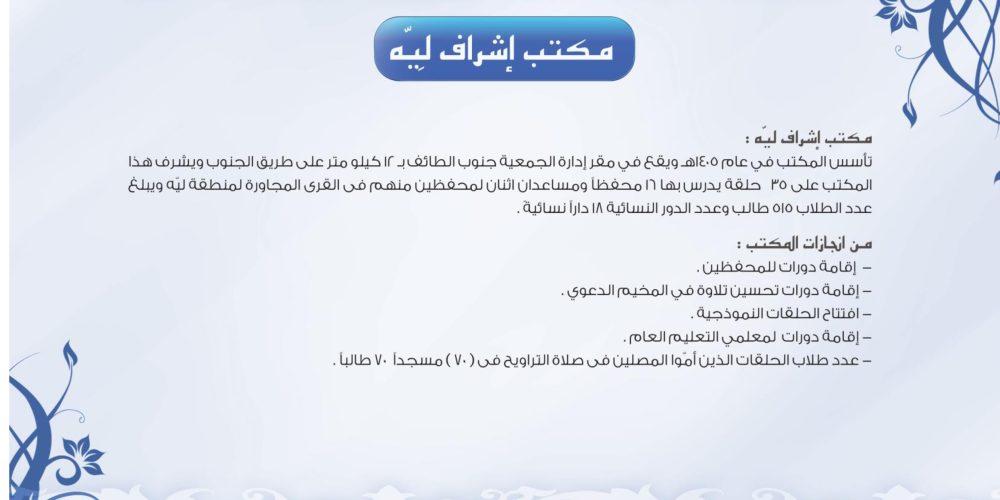 مكتب إشراف لِيّه
مكتب إشراف ليّه :
تأسس المكتب في عام ١٤٠٥هـ ويقع في مقر إدارة الجمعية جنوب الطائف بـ ١٢ كيلو متر على طريق الجنوب ويشرف هذا
المكتب على ٣٥ حلقة يدرس بها ١٦ محفظاً ومساعدان اثنان لمحفظين منهم فى القرى المجاورة لمنطقة ليّه ويبلغ
عدد الطلاب ٥١٥ طالب وعدد الدور النسائية ١٨ داراً نسائيةً .
من انجازات المكتب :
- إقامة دورات للمحفظين .
- إقامة دورات تحسين تلاوة في المخيم الدعوي .
- افتتاح الحلقات النموذجية .
- إقامة دورات لمعلمي التعليم العام .
- عدد طلاب الحلقات الذين أمّوا المصلين فى صلاة التراويح فى ( ٧٠ ) مسجداً ٧٠ طالباً .